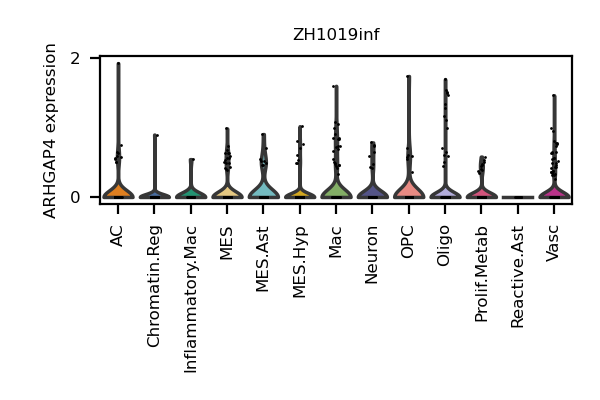 ZH1019inf
ARHGAP4 expression
2
0
AC
Chromatin.Reg
Inflammatory.Mac
MES
MES.Ast
MES.Hyp
Mac
Neuron
OPC
Oligo
Prolif.Metab
Reactive.Ast
Vasc